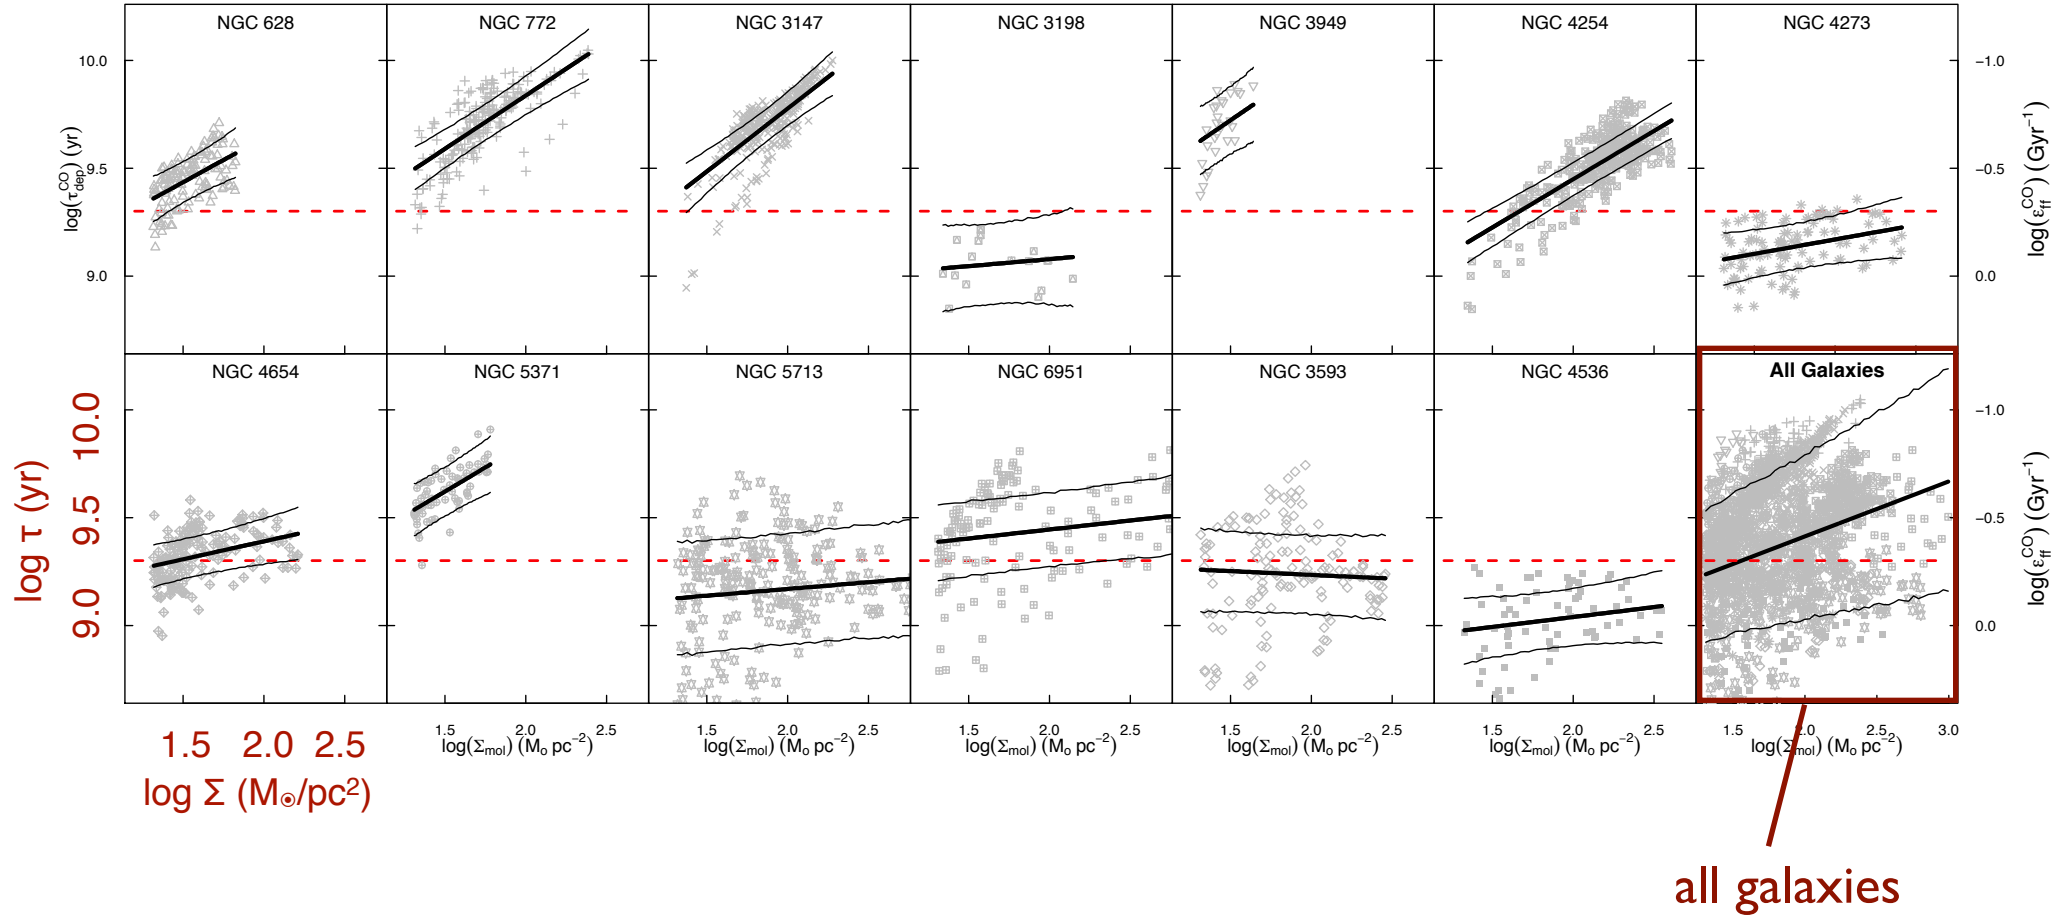 NGC 628 NGC 772 NGC 3147 NGC 3198 NGC 3949 NGC 4254 NGC 4273
10.0 −1.0
9.5 −0.5
9.0 0.0
log(τ_dep^CO) (yr)
log(ε_ff^CO) (Gyr⁻¹)
NGC 4654 NGC 5371 NGC 5713 NGC 6951 NGC 3593 NGC 4536 All Galaxies
10.0 −1.0
9.5 −0.5
9.0 0.0
log τ (yr)
log(ε_ff^CO) (Gyr⁻¹)
1.5 2.0 2.5 1.5 2.0 2.5 1.5 2.0 2.5 1.5 2.0 2.5 1.5 2.0 2.5 1.5 2.0 2.5 1.5 2.0 2.5 3.0
log Σ (M☉/pc²) log(Σmol) (Mo pc⁻²) log(Σmol) (Mo pc⁻²) log(Σmol) (Mo pc⁻²) log(Σmol) (Mo pc⁻²) log(Σmol) (Mo pc⁻²) log(Σmol) (Mo pc⁻²)
all galaxies